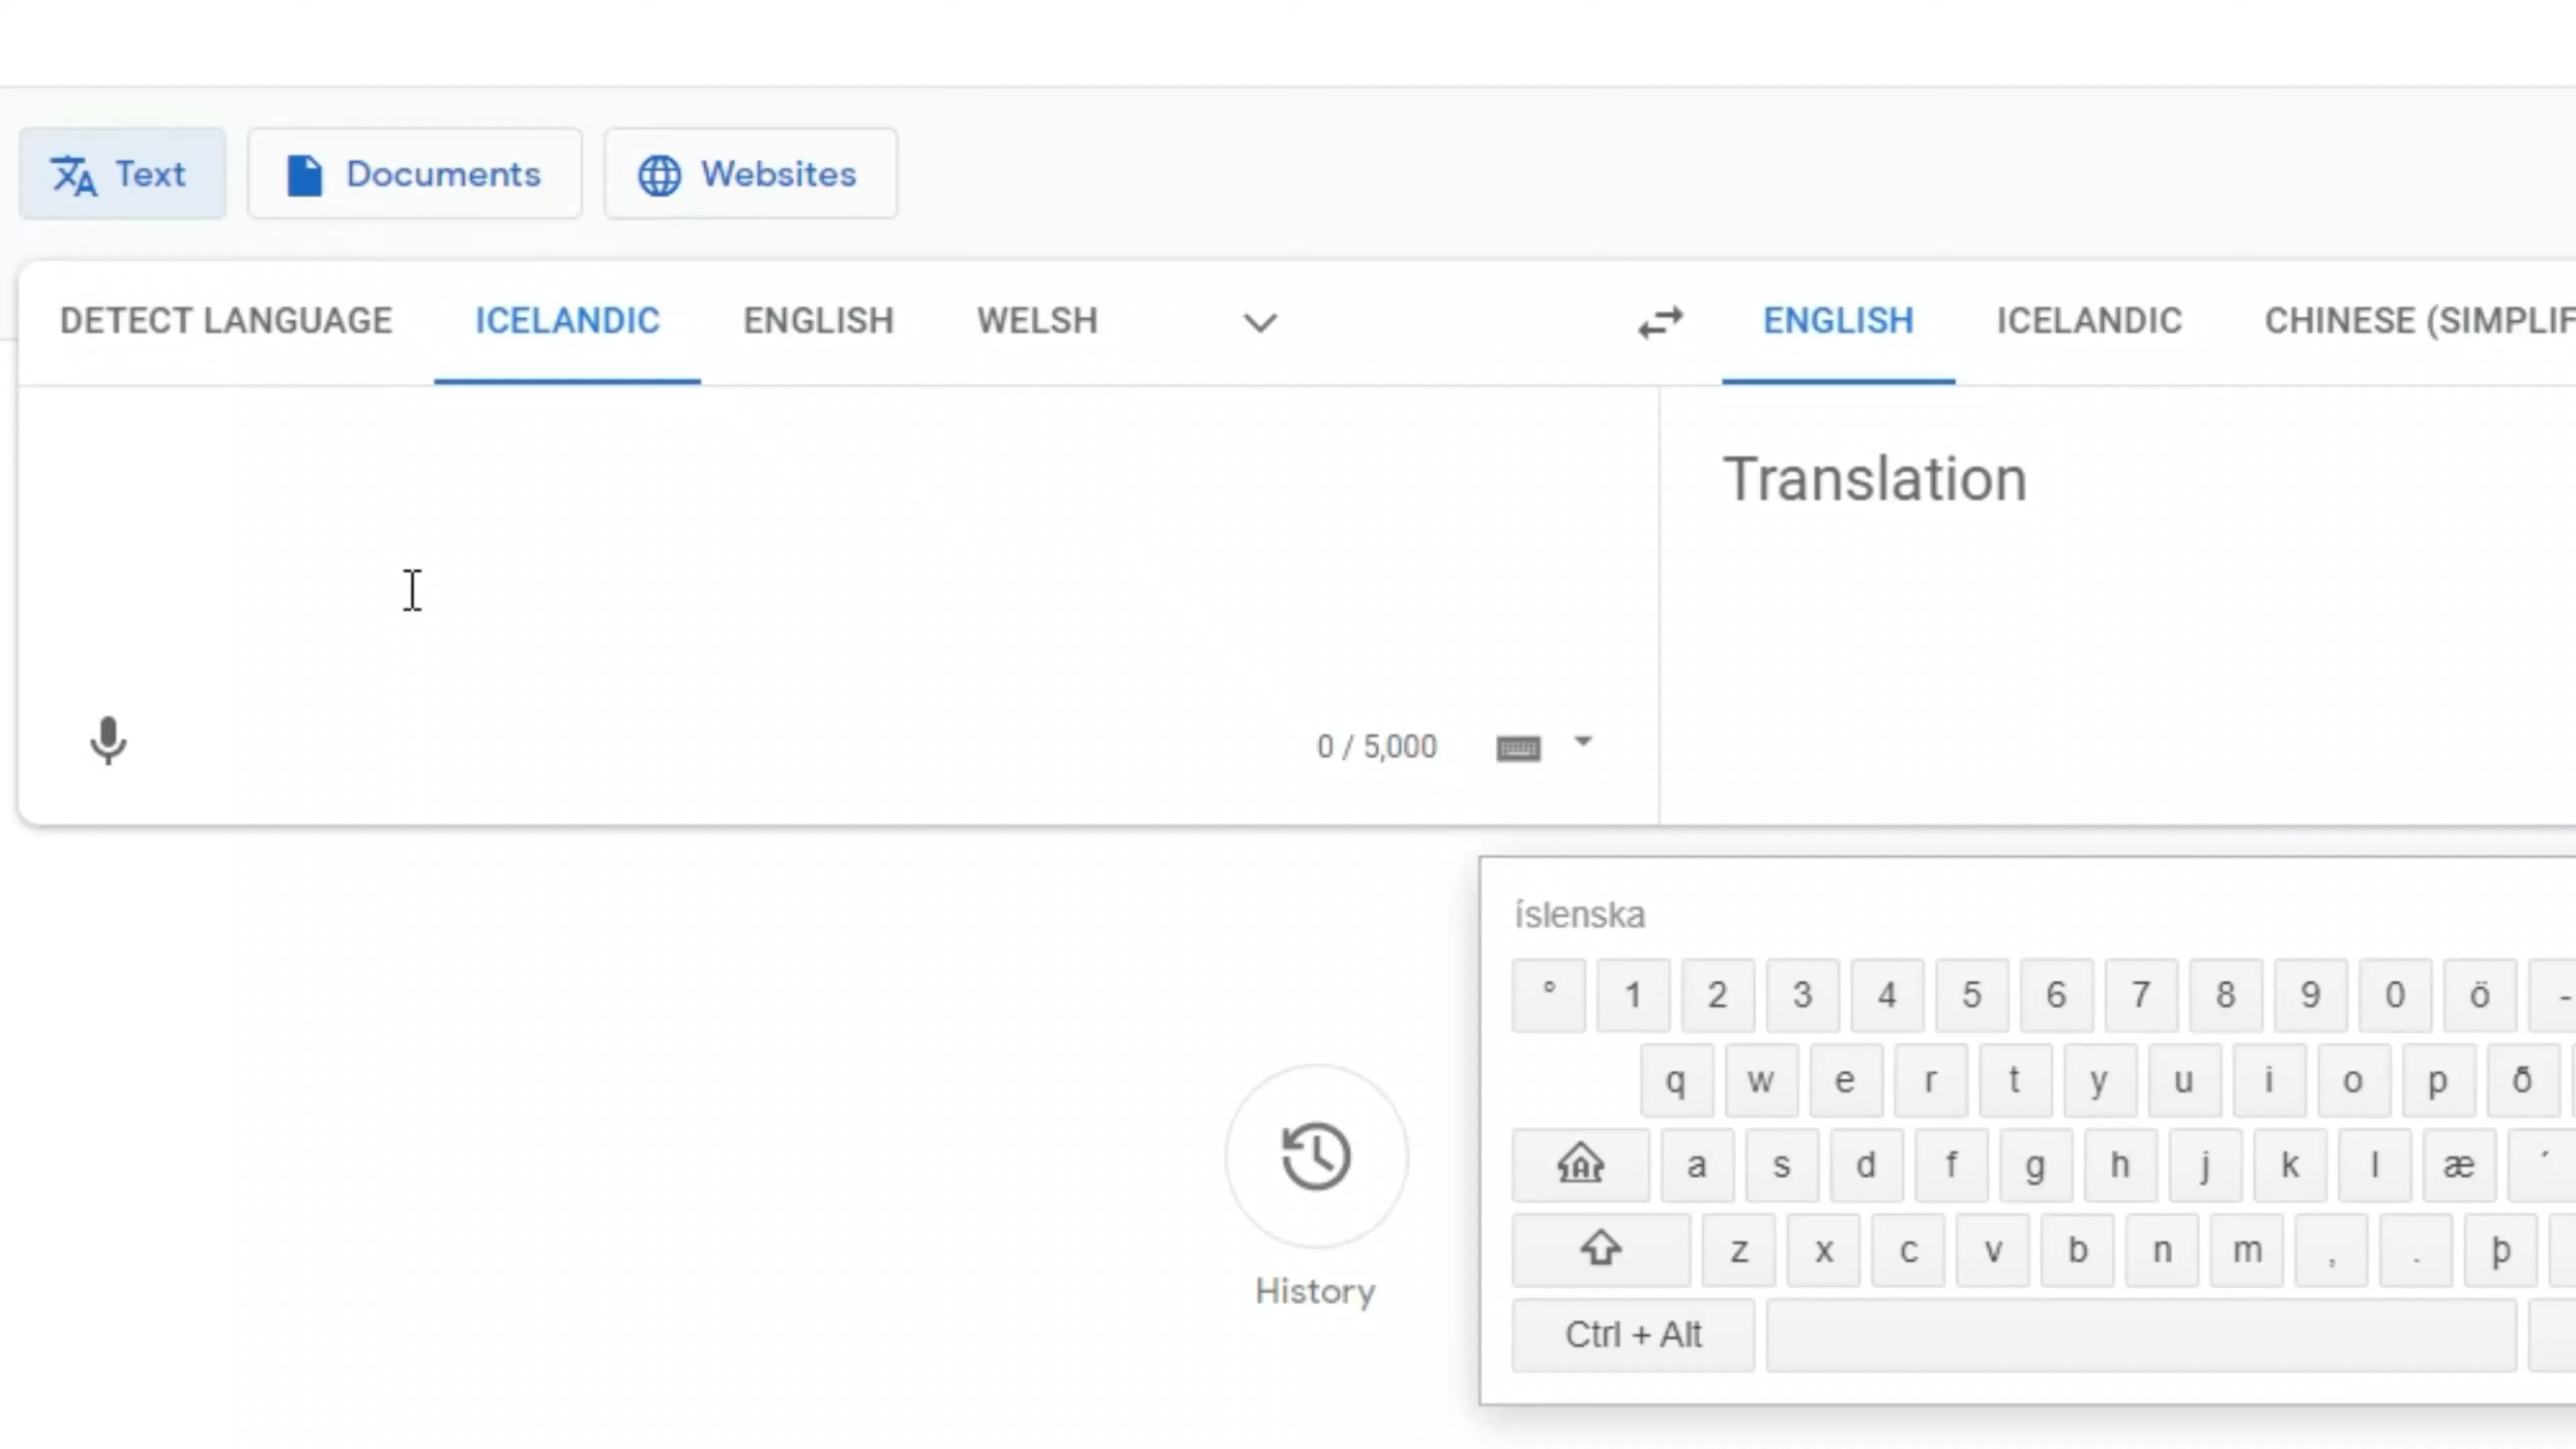 Text Documents Websites
DETECT LANGUAGE ICELANDIC ENGLISH WELSH ENGLISH ICELANDIC CHINESE (SIMPLIF
Translation
0 / 5,000
íslenska
° 1 2 3 4 5 6 7 8 9 0 ö -
q w e r t y u i o p ð
a s d f g h j k l æ ´
z x c v b n m , . þ
Ctrl + Alt
History